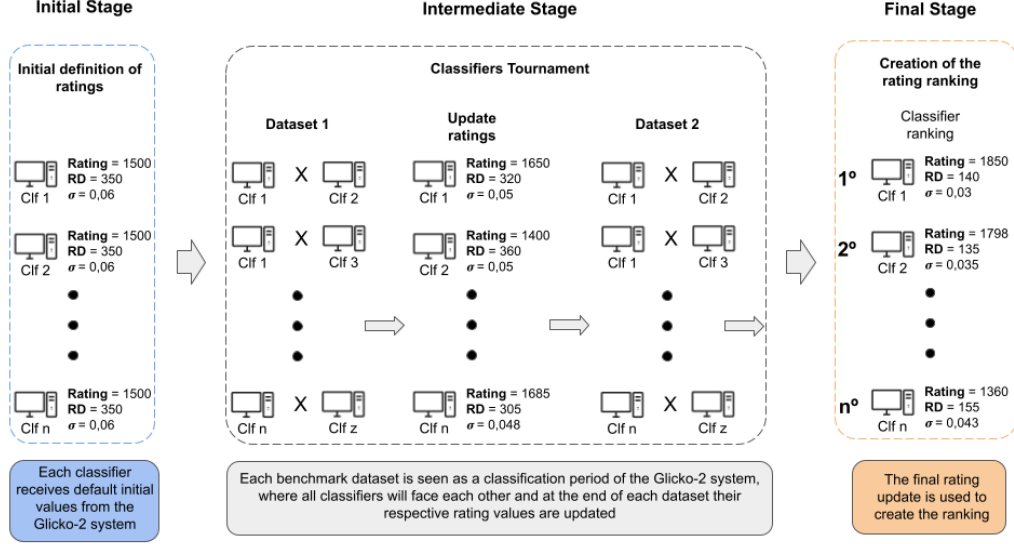 Initial Stage
Intermediate Stage
Final Stage
Initial definition of
ratings
Rating = 1500
RD = 350
σ = 0,06
Clf 1
Rating = 1500
RD = 350
σ = 0,06
Clf 2
Rating = 1500
RD = 350
σ = 0,06
Clf n
Each classifier
receives default initial
values from the
Glicko-2 system
Classifiers Tournament
Dataset 1
Clf 1 X Clf 2
Clf 1 X Clf 3
Clf n X Clf z
Update
ratings
Rating = 1650
RD = 320
σ = 0,05
Clf 1
Rating = 1400
RD = 360
σ = 0,05
Clf 2
Rating = 1685
RD = 305
σ = 0,048
Clf n
Dataset 2
Clf 1 X Clf 2
Clf 1 X Clf 3
Clf n X Clf z
Each benchmark dataset is seen as a classification period of the Glicko-2 system,
where all classifiers will face each other and at the end of each dataset their
respective rating values are updated
Creation of the
rating ranking
Classifier
ranking
1º
Rating = 1850
RD = 140
σ = 0,03
Clf 1
2º
Rating = 1798
RD = 135
σ = 0,035
Clf 2
nº
Rating = 1360
RD = 155
σ = 0,043
Clf n
The final rating
update is used to
create the ranking